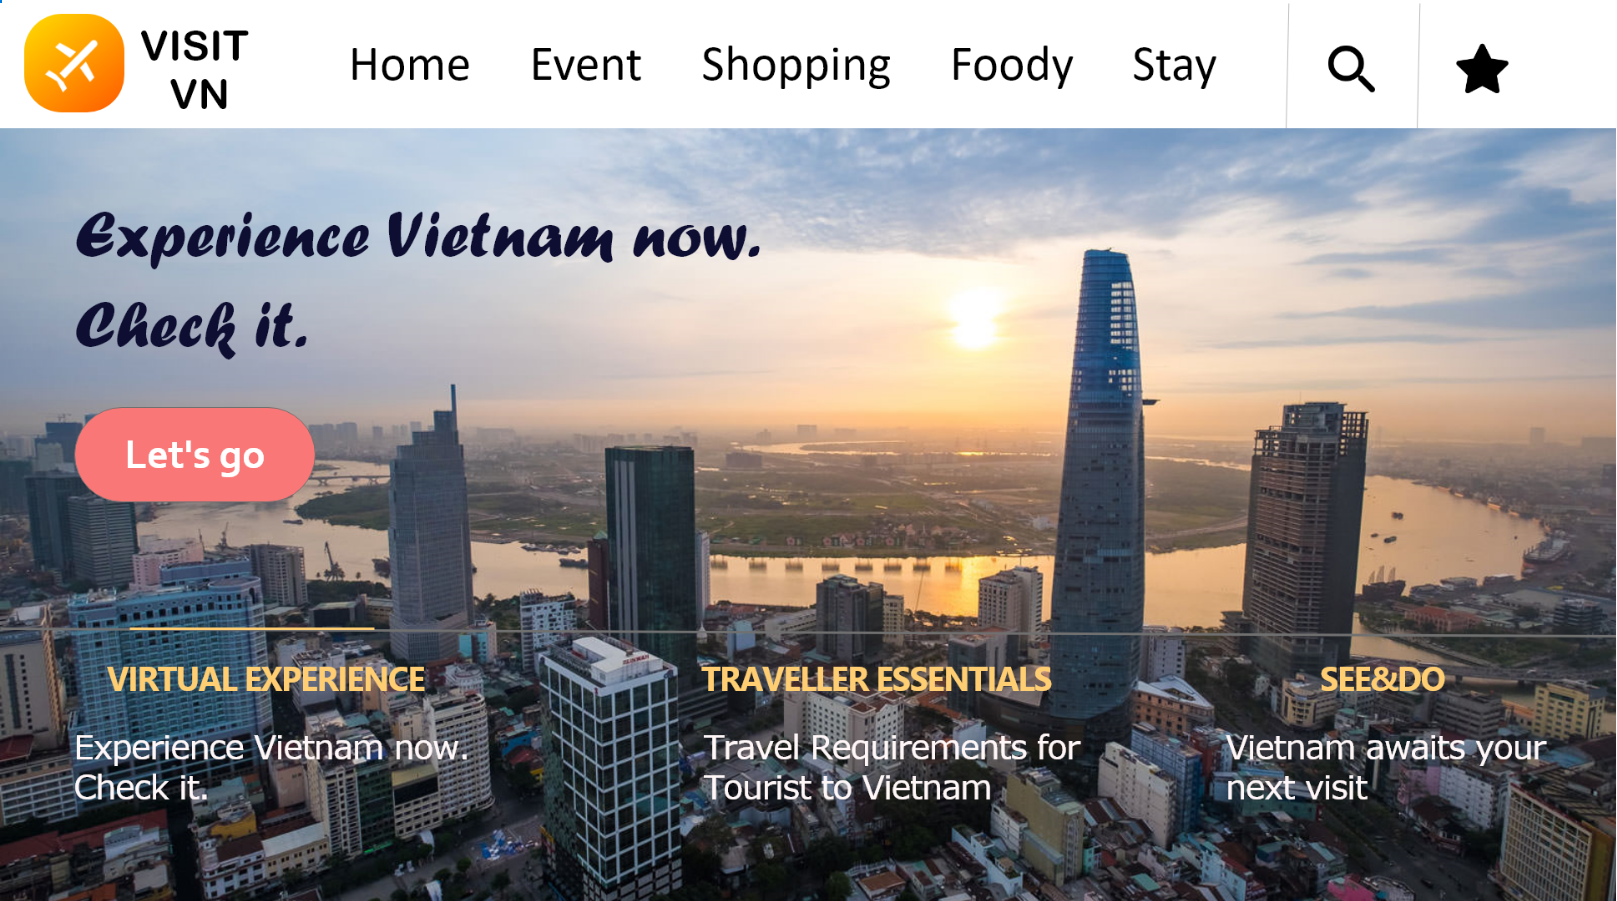 VISIT
VN
Home
Event
Shopping
Foody
Stay
Experience Vietnam now.
Check it.
Let's go
VIRTUAL EXPERIENCE
Experience Vietnam now.
Check it.
TRAVELLER ESSENTIALS
Travel Requirements for
Tourist to Vietnam
SEE&DO
Vietnam awaits your
next visit